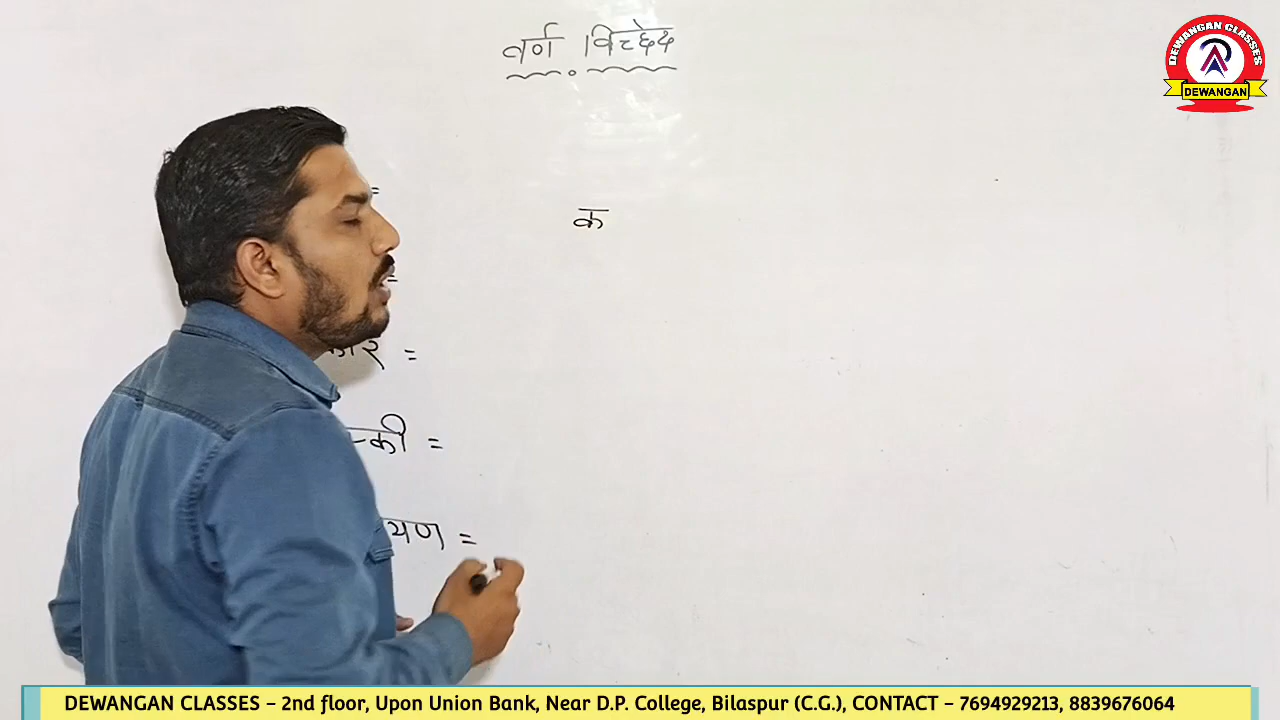 वर्ण विच्छेद
DEWANGAN CLASSES
DEWANGAN
=
क
=
कार =
की =
यण =
DEWANGAN CLASSES – 2nd floor, Upon Union Bank, Near D.P. College, Bilaspur (C.G.), CONTACT – 7694929213, 8839676064